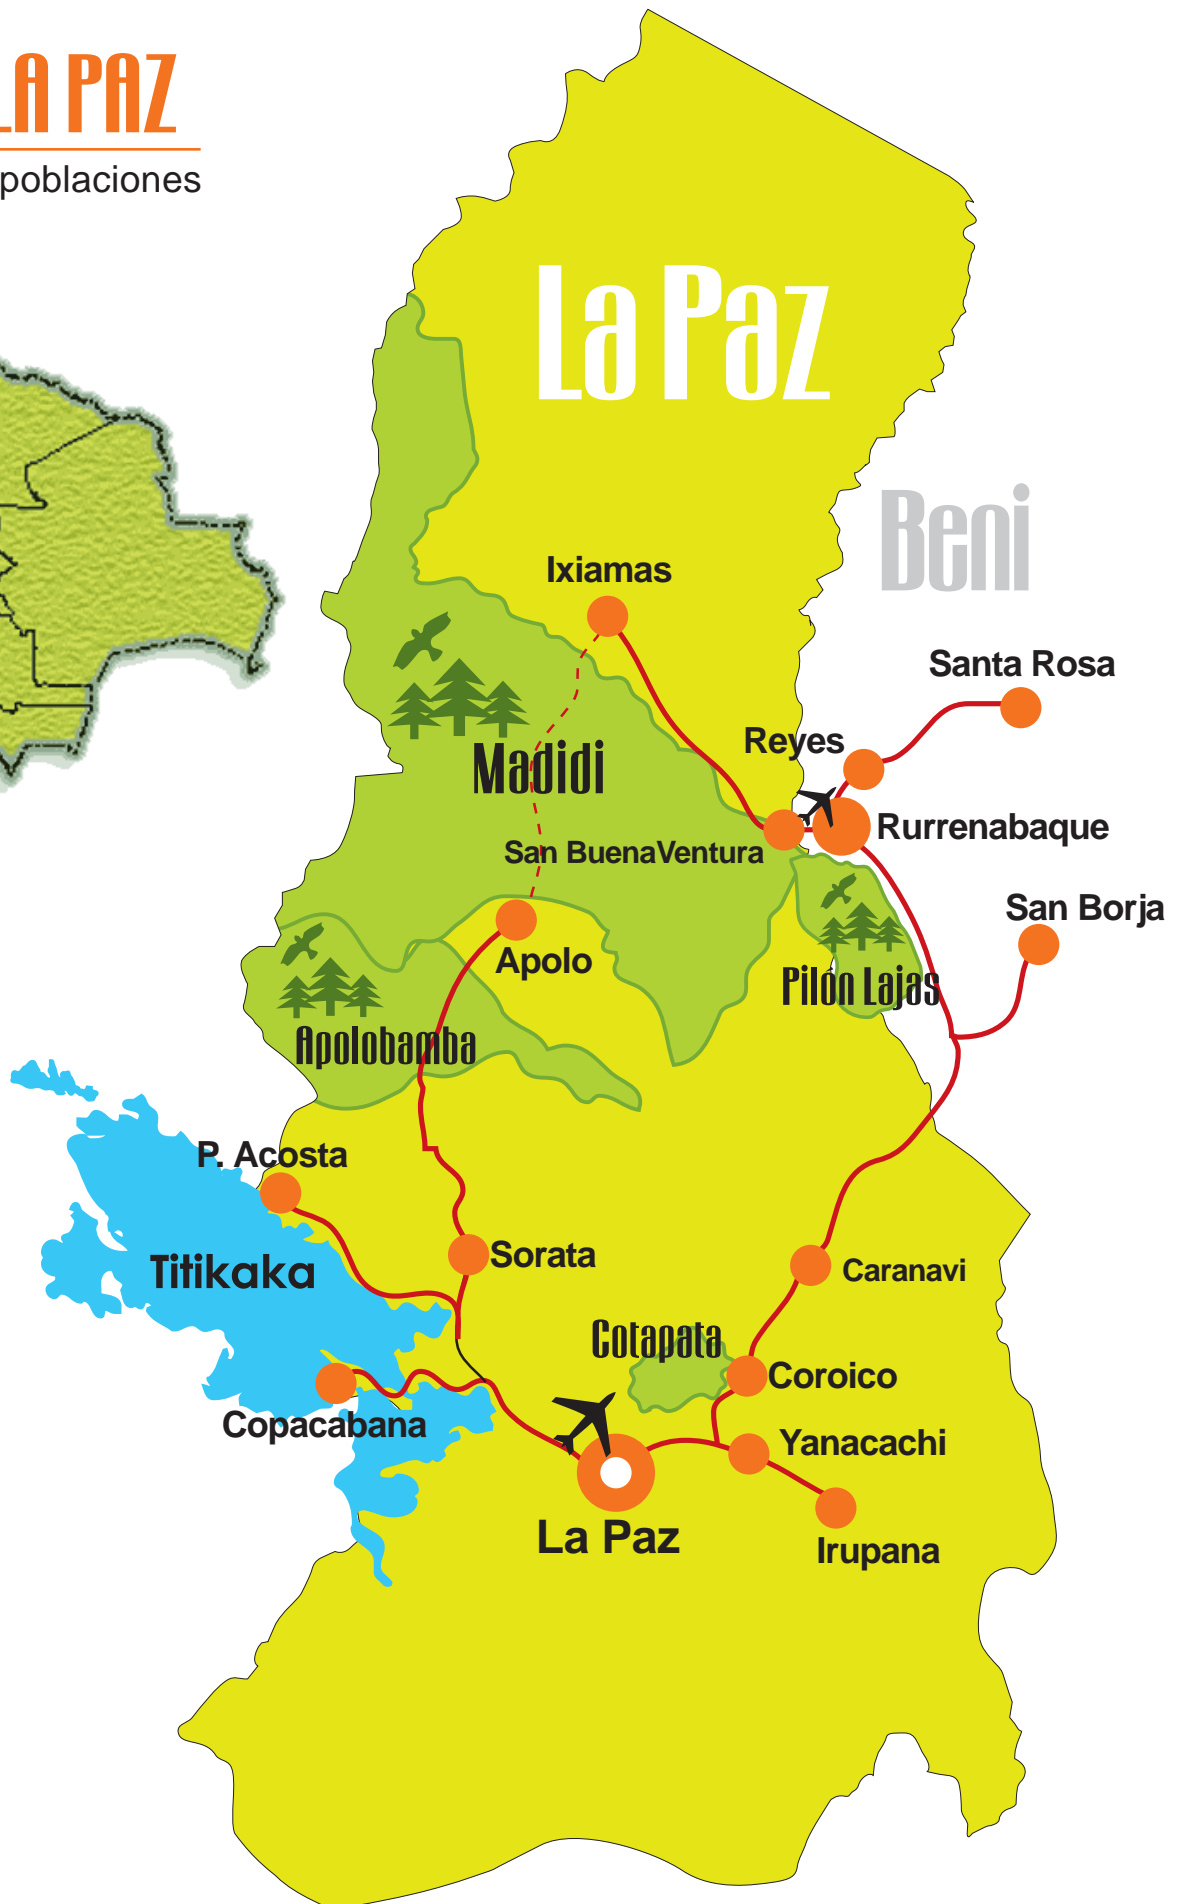 LA PAZ
poblaciones
La Paz
Beni
Ixiamas
Santa Rosa
Reyes
Madidi
Rurrenabaque
San BuenaVentura
San Borja
Apolo
Pilón Lajas
Apolobamba
P. Acosta
Sorata
Titikaka
Caranavi
Cotapata
Coroico
Copacabana
Yanacachi
La Paz
Irupana